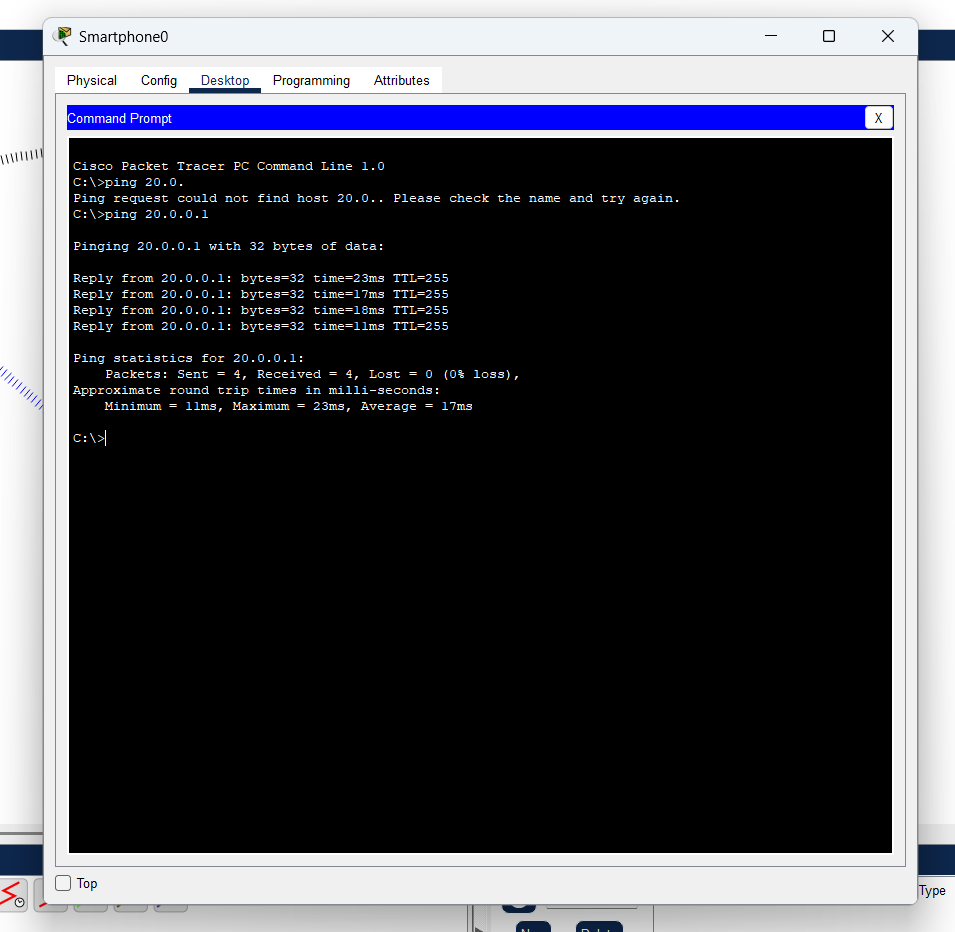 Smartphone0
Physical Config Desktop Programming Attributes
Command Prompt X
Cisco Packet Tracer PC Command Line 1.0
C:\>ping 20.0.
Ping request could not find host 20.0.. Please check the name and try again.
C:\>ping 20.0.0.1
Pinging 20.0.0.1 with 32 bytes of data:
Reply from 20.0.0.1: bytes=32 time=23ms TTL=255
Reply from 20.0.0.1: bytes=32 time=17ms TTL=255
Reply from 20.0.0.1: bytes=32 time=18ms TTL=255
Reply from 20.0.0.1: bytes=32 time=11ms TTL=255
Ping statistics for 20.0.0.1:
Packets: Sent = 4, Received = 4, Lost = 0 (0% loss),
Approximate round trip times in milli-seconds:
Minimum = 11ms, Maximum = 23ms, Average = 17ms
C:\>
Top
Type